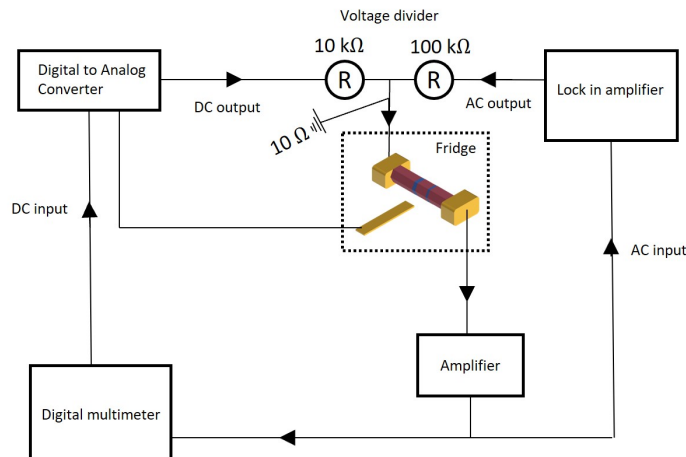 Voltage divider
10 kΩ
100 kΩ
Digital to Analog
Converter
R
R
Lock in amplifier
DC output
AC output
10 Ω
Fridge
DC input
AC input
Amplifier
Digital multimeter